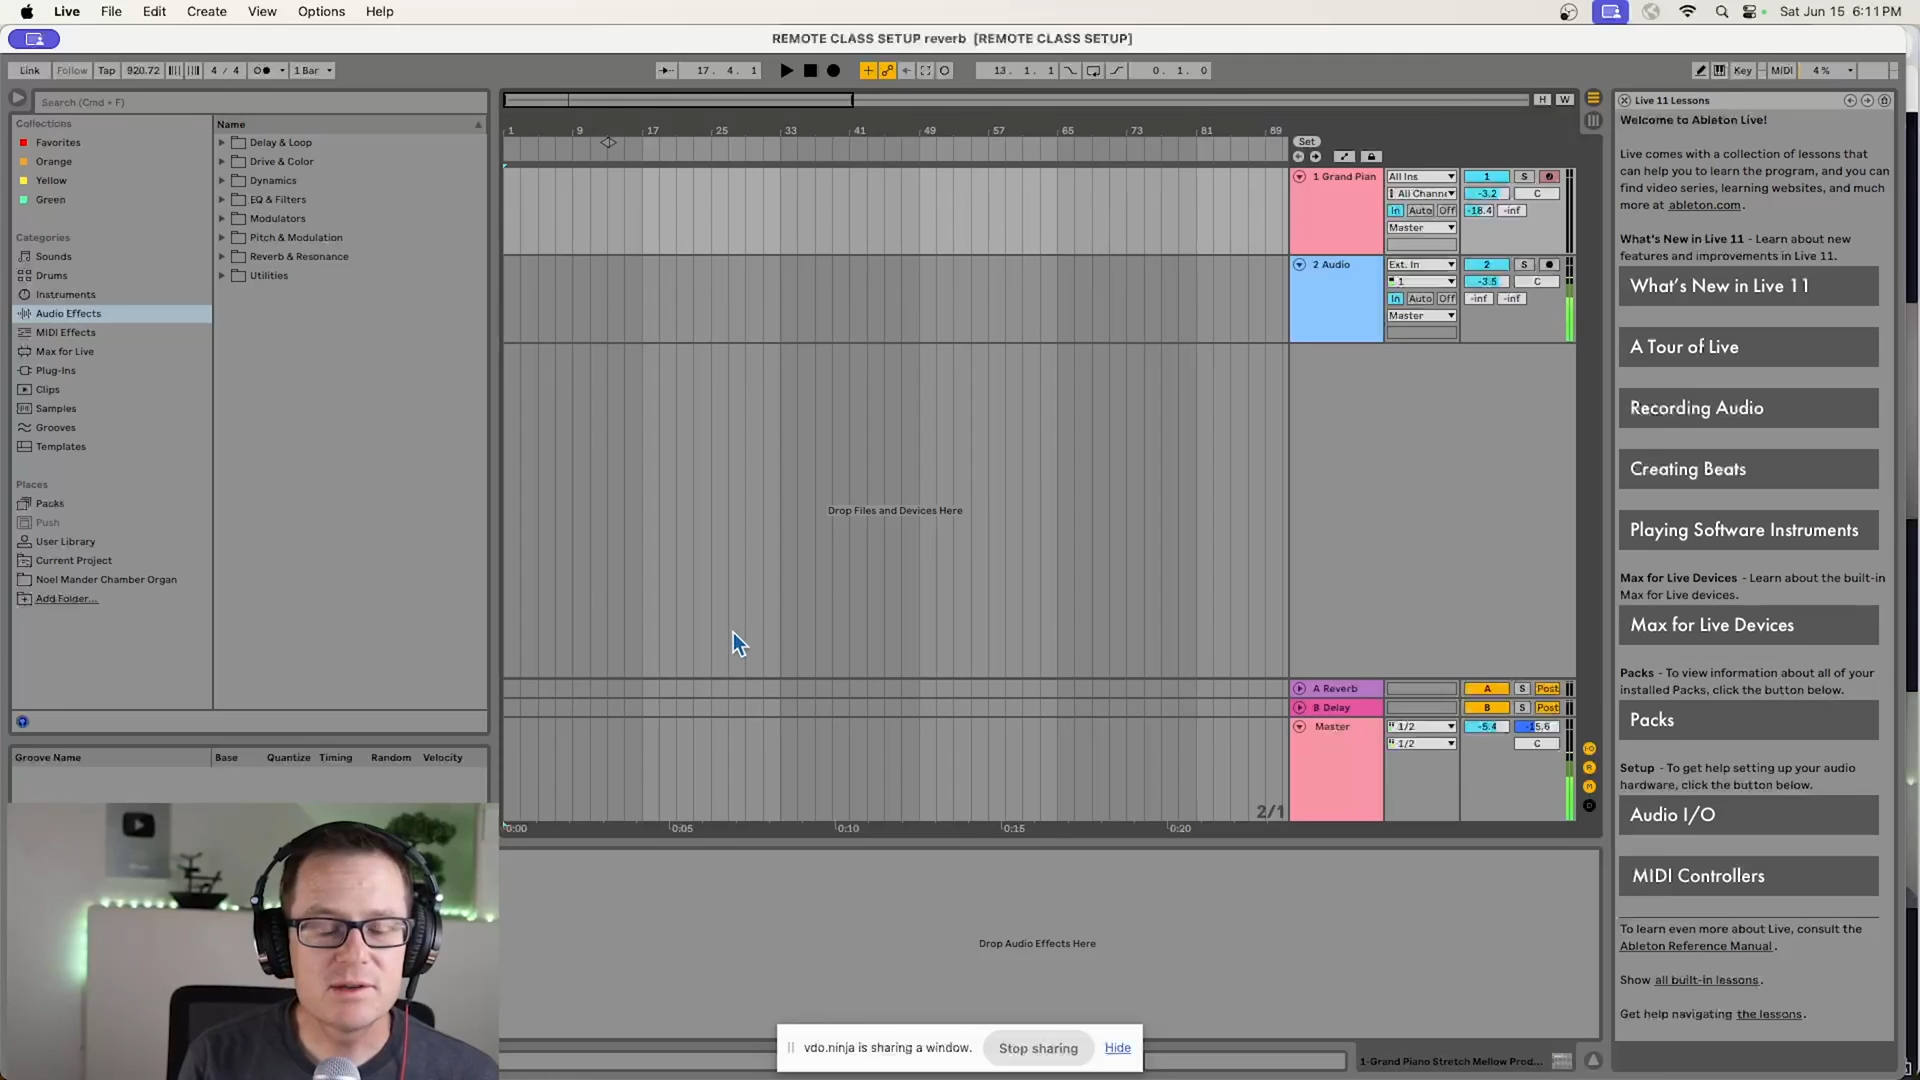 Live File Edit Create View Options Help
Sat Jun 15 6:11 PM
REMOTE CLASS SETUP reverb [REMOTE CLASS SETUP]
Link Follow Tap 920.72 4 / 4 1 Bar
17. 4. 1
13. 1. 1
0. 1. 0
Key MIDI 4 %
Search (Cmd + F)
Collections
Favorites
Orange
Yellow
Green
Categories
Sounds
Drums
Instruments
Audio Effects
MIDI Effects
Max for Live
Plug-Ins
Clips
Samples
Grooves
Templates
Places
Packs
Push
User Library
Current Project
Noel Mander Chamber Organ
Add Folder...
Name
Delay & Loop
Drive & Color
Dynamics
EQ & Filters
Modulators
Pitch & Modulation
Reverb & Resonance
Utilities
Groove Name Base Quantize Timing Random Velocity
H W
1 9 17 25 33 41 49 57 65 73 81 89
Set
1 Grand Pian All Ins 1 S
All Channe -3.2 C
In Auto Off -18.4 -inf
Master
2 Audio Ext. In 2 S
1 -3.5 C
In Auto Off -inf -inf
Master
Drop Files and Devices Here
A Reverb A S Post
B Delay B S Post
Master 1/2 -5.4 -15.6
1/2 C
2/1
0:00 0:05 0:10 0:15 0:20
Drop Audio Effects Here
vdo.ninja is sharing a window. Stop sharing Hide
1-Grand Piano Stretch Mellow Prod...
Live 11 Lessons
Welcome to Ableton Live!
Live comes with a collection of lessons that
can help you to learn the program, and you can
find video series, learning websites, and much
more at ableton.com.
What's New in Live 11 - Learn about new
features and improvements in Live 11.
What's New in Live 11
A Tour of Live
Recording Audio
Creating Beats
Playing Software Instruments
Max for Live Devices - Learn about the built-in
Max for Live devices.
Max for Live Devices
Packs - To view information about all of your
installed Packs, click the button below.
Packs
Setup - To get help setting up your audio
hardware, click the button below.
Audio I/O
MIDI Controllers
To learn even more about Live, consult the
Ableton Reference Manual.
Show all built-in lessons.
Get help navigating the lessons.